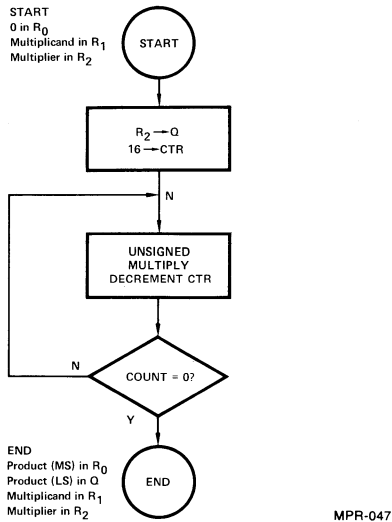 START
0 in R0
Multiplicand in R1
Multiplier in R2
START
R2→Q
16→CTR
N
UNSIGNED
MULTIPLY
DECREMENT CTR
N
COUNT = 0?
Y
END
Product (MS) in R0
Product (LS) in Q
Multiplicand in R1
Multiplier in R2
END
MPR-047